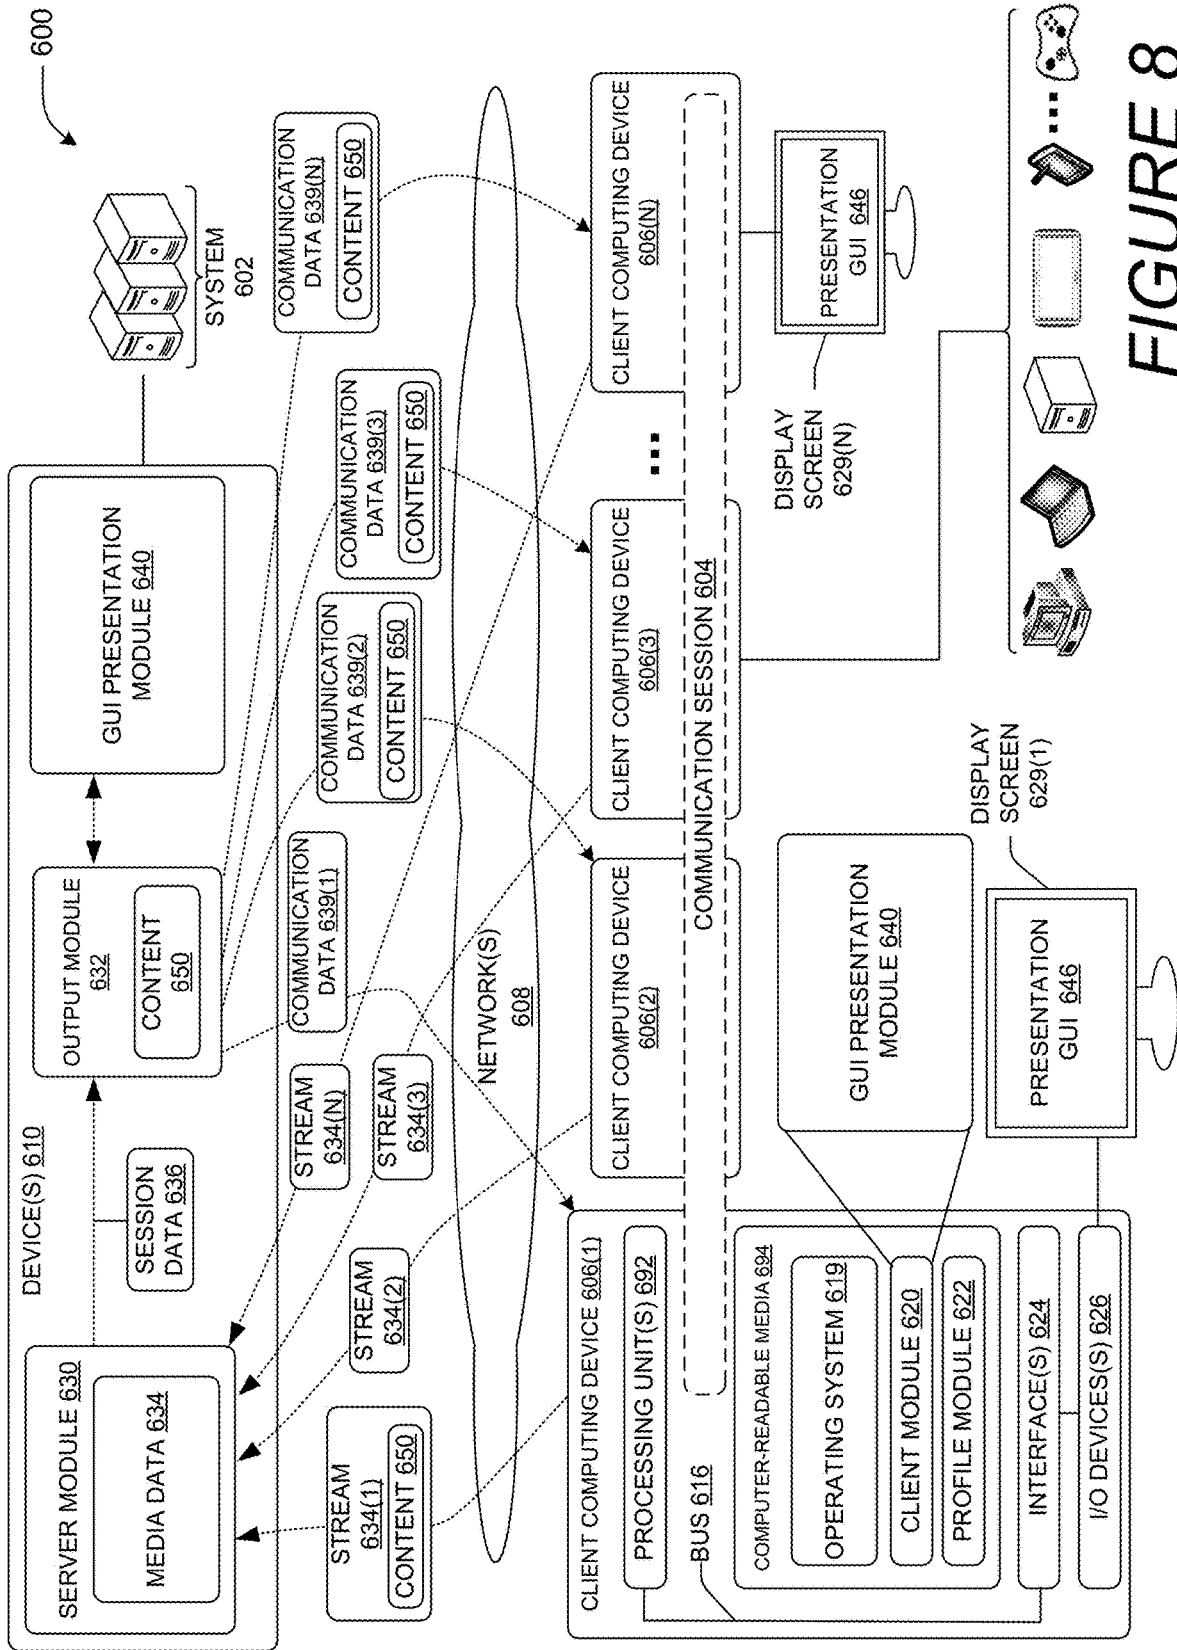 600
SYSTEM
602
DEVICE(S) 610
SERVER MODULE 630
MEDIA DATA 634
SESSION
DATA 636
OUTPUT MODULE
632
CONTENT
650
GUI PRESENTATION
MODULE 640
STREAM
634(1)
CONTENT 650
STREAM
634(2)
STREAM
634(3)
STREAM
634(N)
COMMUNICATION
DATA 639(1)
COMMUNICATION
DATA 639(2)
CONTENT 650
COMMUNICATION
DATA 639(3)
CONTENT 650
COMMUNICATION
DATA 639(N)
CONTENT 650
NETWORK(S)
608
CLIENT COMPUTING DEVICE 606(1)
PROCESSING UNIT(S) 692
BUS 616
COMPUTER-READABLE MEDIA 694
OPERATING SYSTEM 619
CLIENT MODULE 620
PROFILE MODULE 622
INTERFACE(S) 624
I/O DEVICES(S) 626
CLIENT COMPUTING DEVICE
606(2)
CLIENT COMPUTING DEVICE
606(3)
...
CLIENT COMPUTING DEVICE
606(N)
COMMUNICATION SESSION 604
GUI PRESENTATION
MODULE 640
DISPLAY
SCREEN
629(1)
PRESENTATION
GUI 646
DISPLAY
SCREEN
629(N)
PRESENTATION
GUI 646
...
FIGURE 8